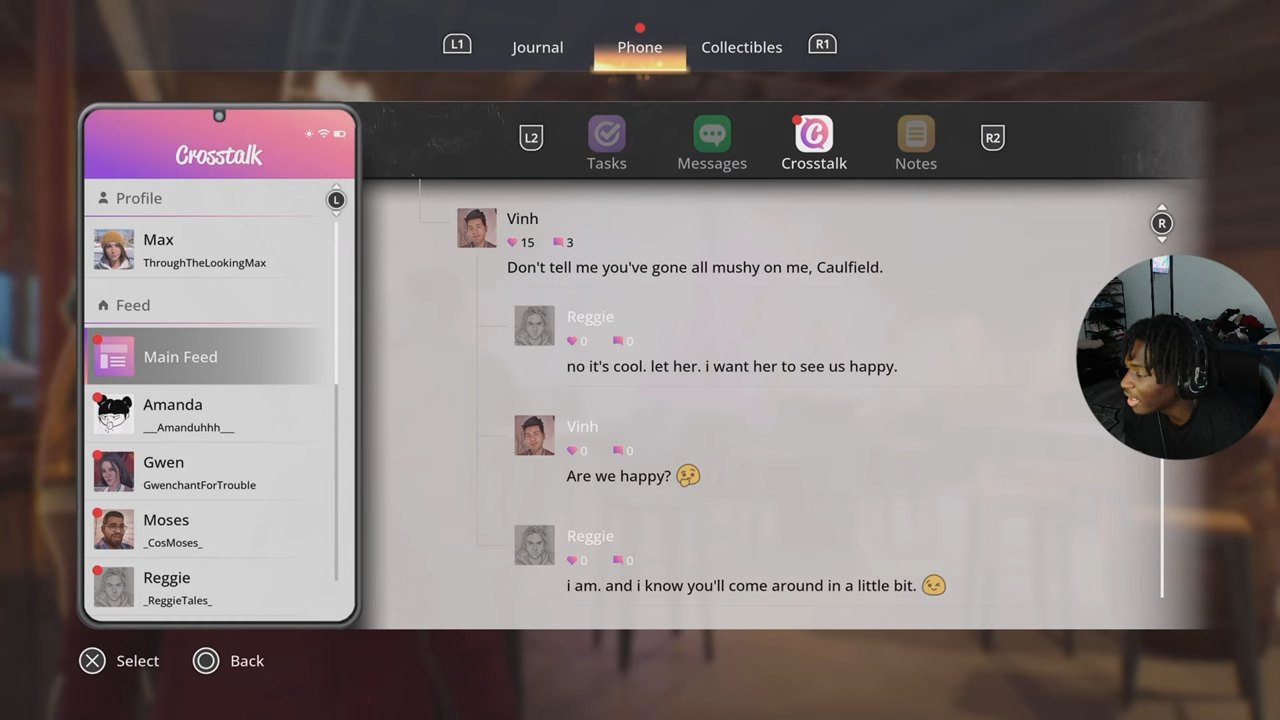 L1
Journal
Phone
Collectibles
R1
Crosstalk
L2
Tasks
Messages
Crosstalk
Notes
R2
Profile
L
Max
ThroughTheLookingMax
Feed
Main Feed
Amanda
___Amanduhhh___
Gwen
GwenchantForTrouble
Moses
_CosMoses_
Reggie
_ReggieTales_
Vinh
15 3
Don't tell me you've gone all mushy on me, Caulfield.
R
Reggie
0 0
no it's cool. let her. i want her to see us happy.
Vinh
0 0
Are we happy? 🤔
Reggie
0 0
i am. and i know you'll come around in a little bit. 😉
Select
Back